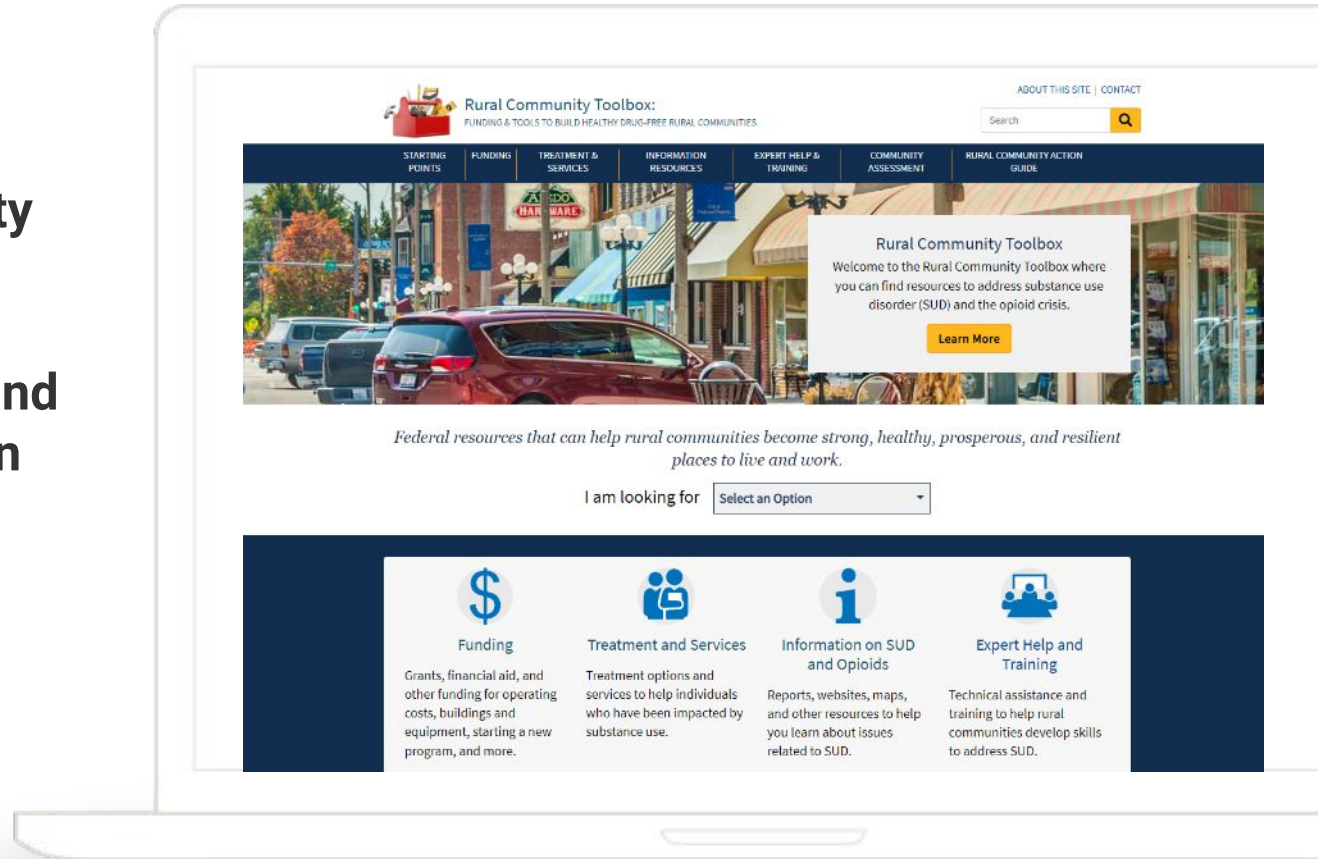 ty
nd
n
ABOUT THIS SITE | CONTACT
Rural Community Toolbox:
FUNDING & TOOLS TO BUILD HEALTHY DRUG-FREE RURAL COMMUNITIES
Search
STARTING POINTS
FUNDING
TREATMENT & SERVICES
INFORMATION RESOURCES
EXPERT HELP & TRAINING
COMMUNITY ASSESSMENT
RURAL COMMUNITY ACTION GUIDE
HARDWARE
Rural Community Toolbox
Welcome to the Rural Community Toolbox where
you can find resources to address substance use
disorder (SUD) and the opioid crisis.
Learn More
Federal resources that can help rural communities become strong, healthy, prosperous, and resilient
places to live and work.
I am looking for Select an Option
Funding
Grants, financial aid, and
other funding for operating
costs, buildings and
equipment, starting a new
program, and more.
Treatment and Services
Treatment options and
services to help individuals
who have been impacted by
substance use.
Information on SUD
and Opioids
Reports, websites, maps,
and other resources to help
you learn about issues
related to SUD.
Expert Help and
Training
Technical assistance and
training to help rural
communities develop skills
to address SUD.